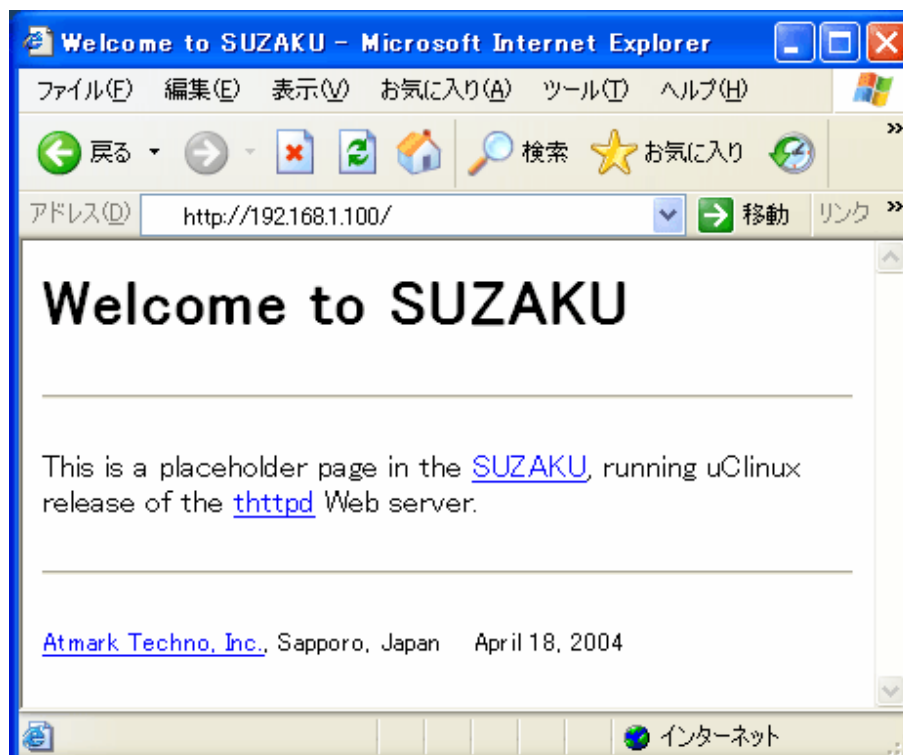 Welcome to SUZAKU - Microsoft Internet Explorer
ファイル(F) 編集(E) 表示(V) お気に入り(A) ツール(T) ヘルプ(H)
戻る 検索 お気に入り »
アドレス(D) http://192.168.1.100/ 移動 リンク »
Welcome to SUZAKU
This is a placeholder page in the SUZAKU, running uClinux
release of the thttpd Web server.
Atmark Techno, Inc., Sapporo, Japan April 18, 2004
インターネット